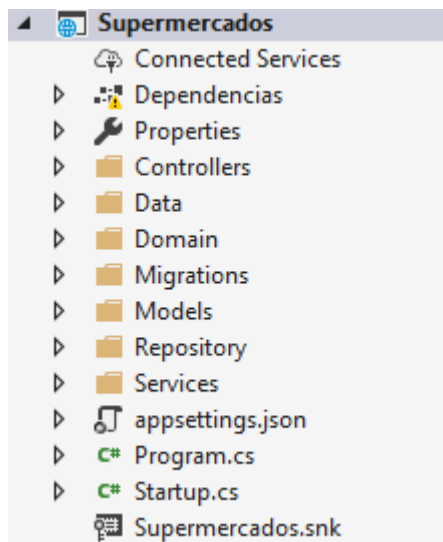 Supermercados
Connected Services
Dependencias
Properties
Controllers
Data
Domain
Migrations
Models
Repository
Services
appsettings.json
C# Program.cs
C# Startup.cs
Supermercados.snk